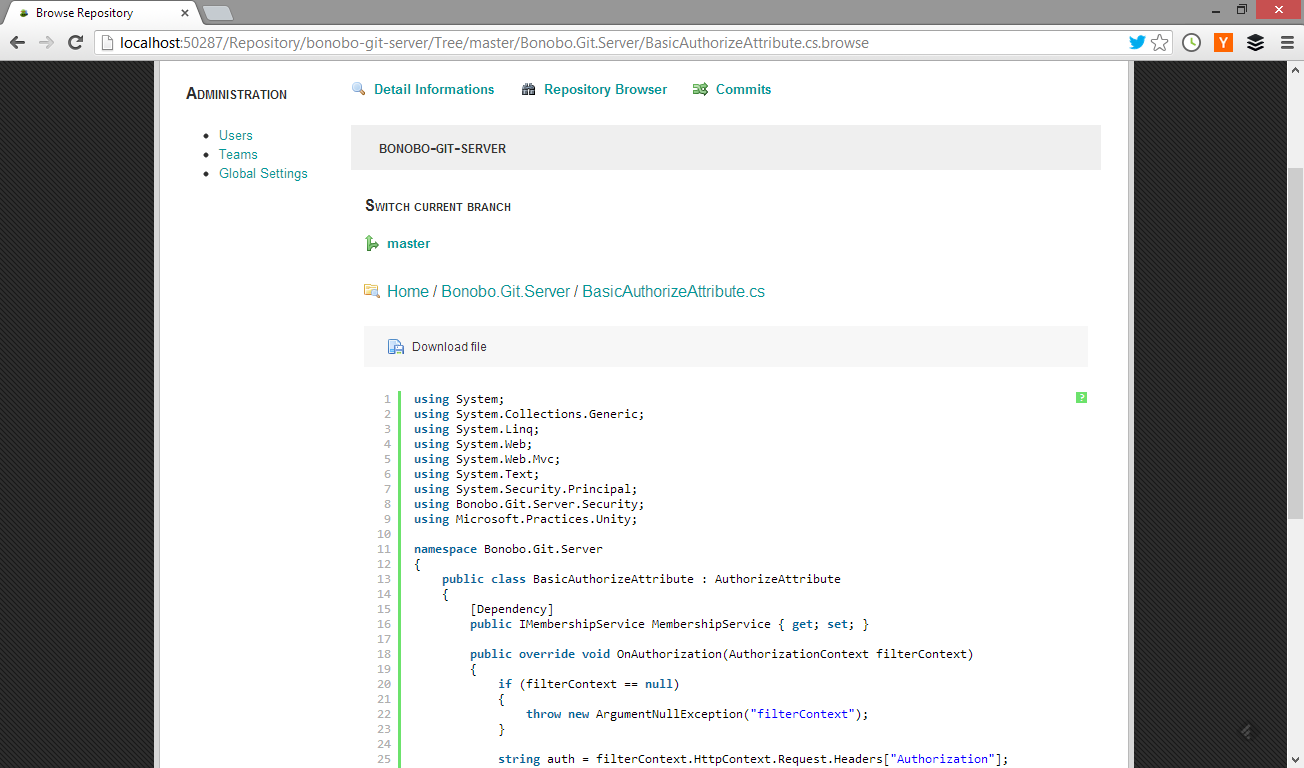 Browse Repository
localhost:50287/Repository/bonobo-git-server/Tree/master/Bonobo.Git.Server/BasicAuthorizeAttribute.cs.browse
Y
Administration
Users
Teams
Global Settings
Detail Informations Repository Browser Commits
bonobo-git-server
Switch current branch
master
Home / Bonobo.Git.Server / BasicAuthorizeAttribute.cs
Download file
?
1 using System;
2 using System.Collections.Generic;
3 using System.Linq;
4 using System.Web;
5 using System.Web.Mvc;
6 using System.Text;
7 using System.Security.Principal;
8 using Bonobo.Git.Server.Security;
9 using Microsoft.Practices.Unity;
10
11 namespace Bonobo.Git.Server
12 {
13     public class BasicAuthorizeAttribute : AuthorizeAttribute
14     {
15         [Dependency]
16         public IMembershipService MembershipService { get; set; }
17
18         public override void OnAuthorization(AuthorizationContext filterContext)
19         {
20             if (filterContext == null)
21             {
22                 throw new ArgumentNullException("filterContext");
23             }
24
25             string auth = filterContext.HttpContext.Request.Headers["Authorization"];